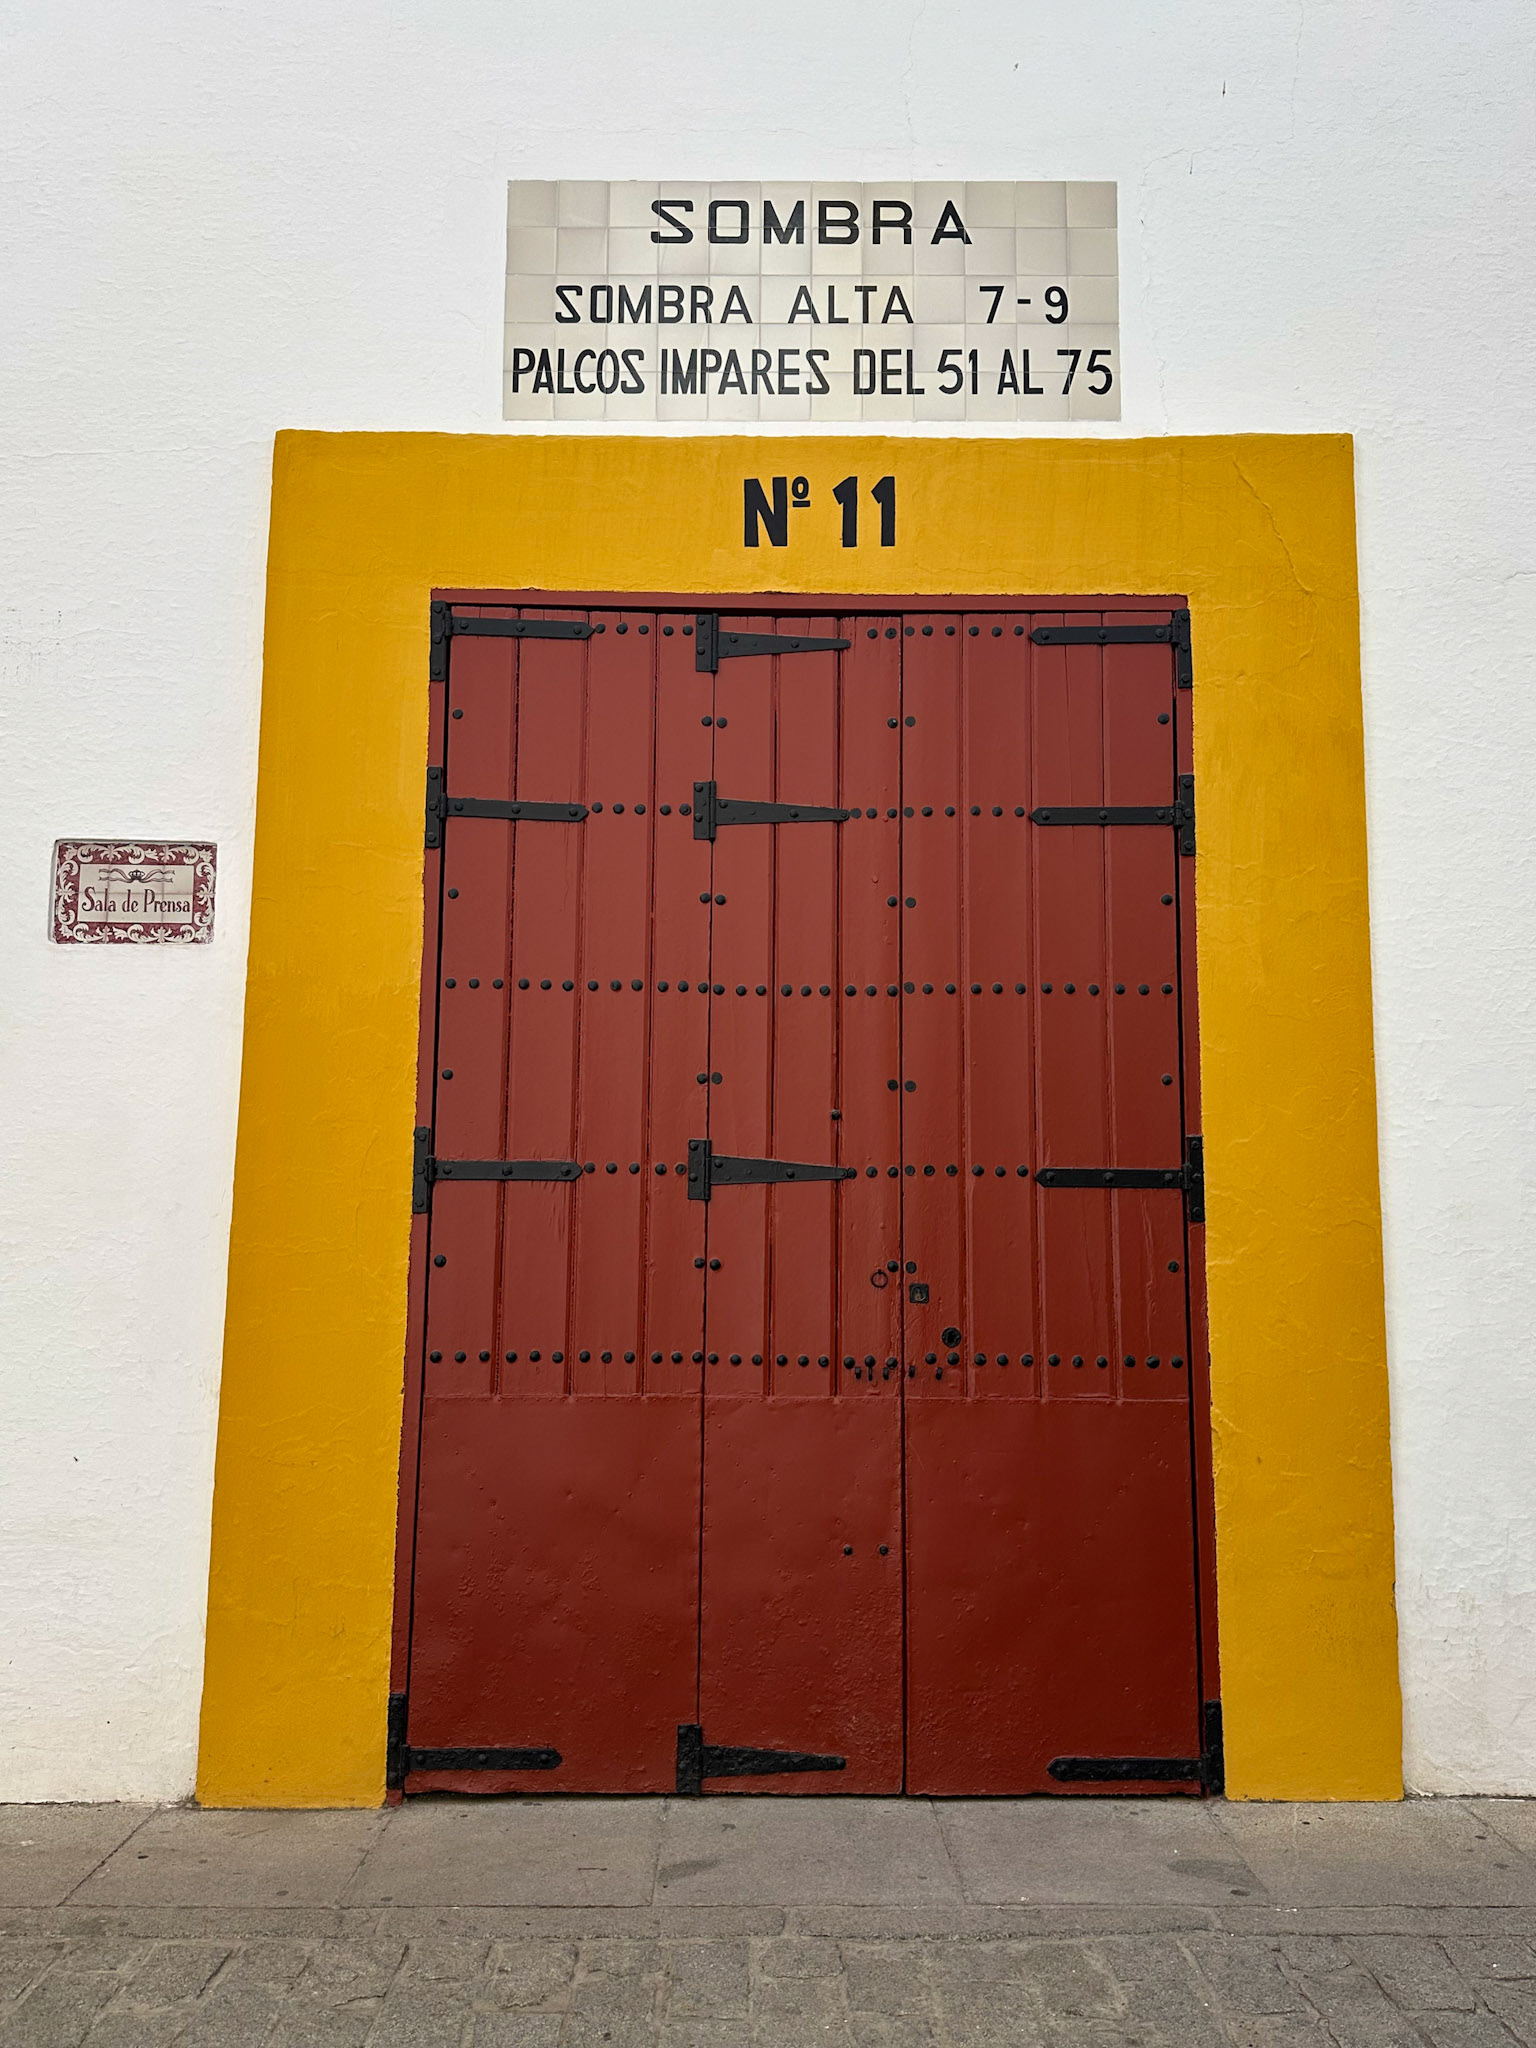 SOMBRA
SOMBRA ALTA 7-9
PALCOS IMPARES DEL 51 AL 75
Nº 11
Sala de Prensa